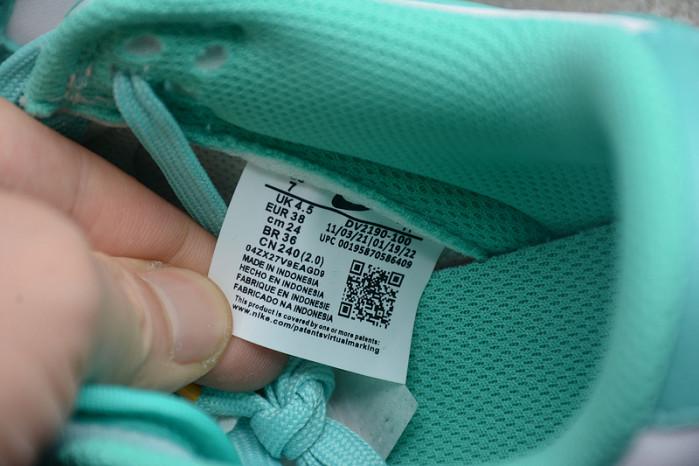 7
UK 4.5
EUR 38
cm 24
BR 36
CN 240(2.0)
04ZX27V9EAGD9
MADE IN INDONESIA
HECHO EN INDONESIA
FABRIQUE EN INDONESIE
FABRICADO NA INDONESIA
This product is covered by one or more patents:
www.nike.com/patentsvirtualmarking
DV2190-100
11/03/21|01/19/22
UPC 00195870586409